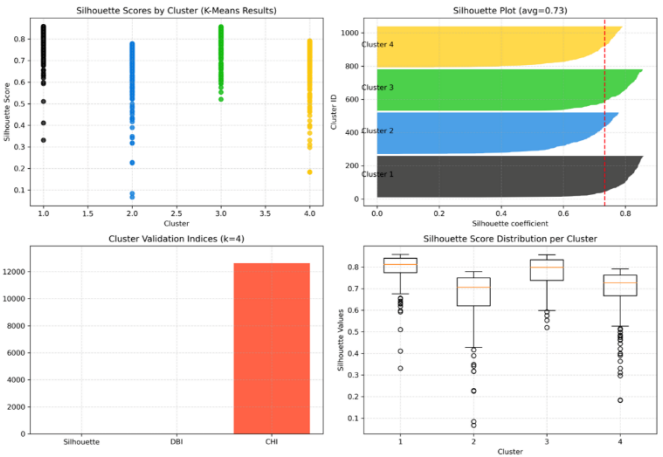 Silhouette Scores by Cluster (K-Means Results)
Silhouette Score
0.9
0.8
0.7
0.6
0.5
0.4
0.3
0.2
0.1
1.0 1.5 2.0 2.5 3.0 3.5 4.0
Cluster
Silhouette Plot (avg=0.73)
Cluster ID
1000
800
600
400
200
0
Cluster 4
Cluster 3
Cluster 2
Cluster 1
0.0 0.2 0.4 0.6 0.8
Silhouette coefficient
Cluster Validation Indices (k=4)
12000
10000
8000
6000
4000
2000
0
Silhouette DBI CHI
Silhouette Score Distribution per Cluster
Silhouette Values
0.8
0.7
0.6
0.5
0.4
0.3
0.2
0.1
1 2 3 4
Cluster